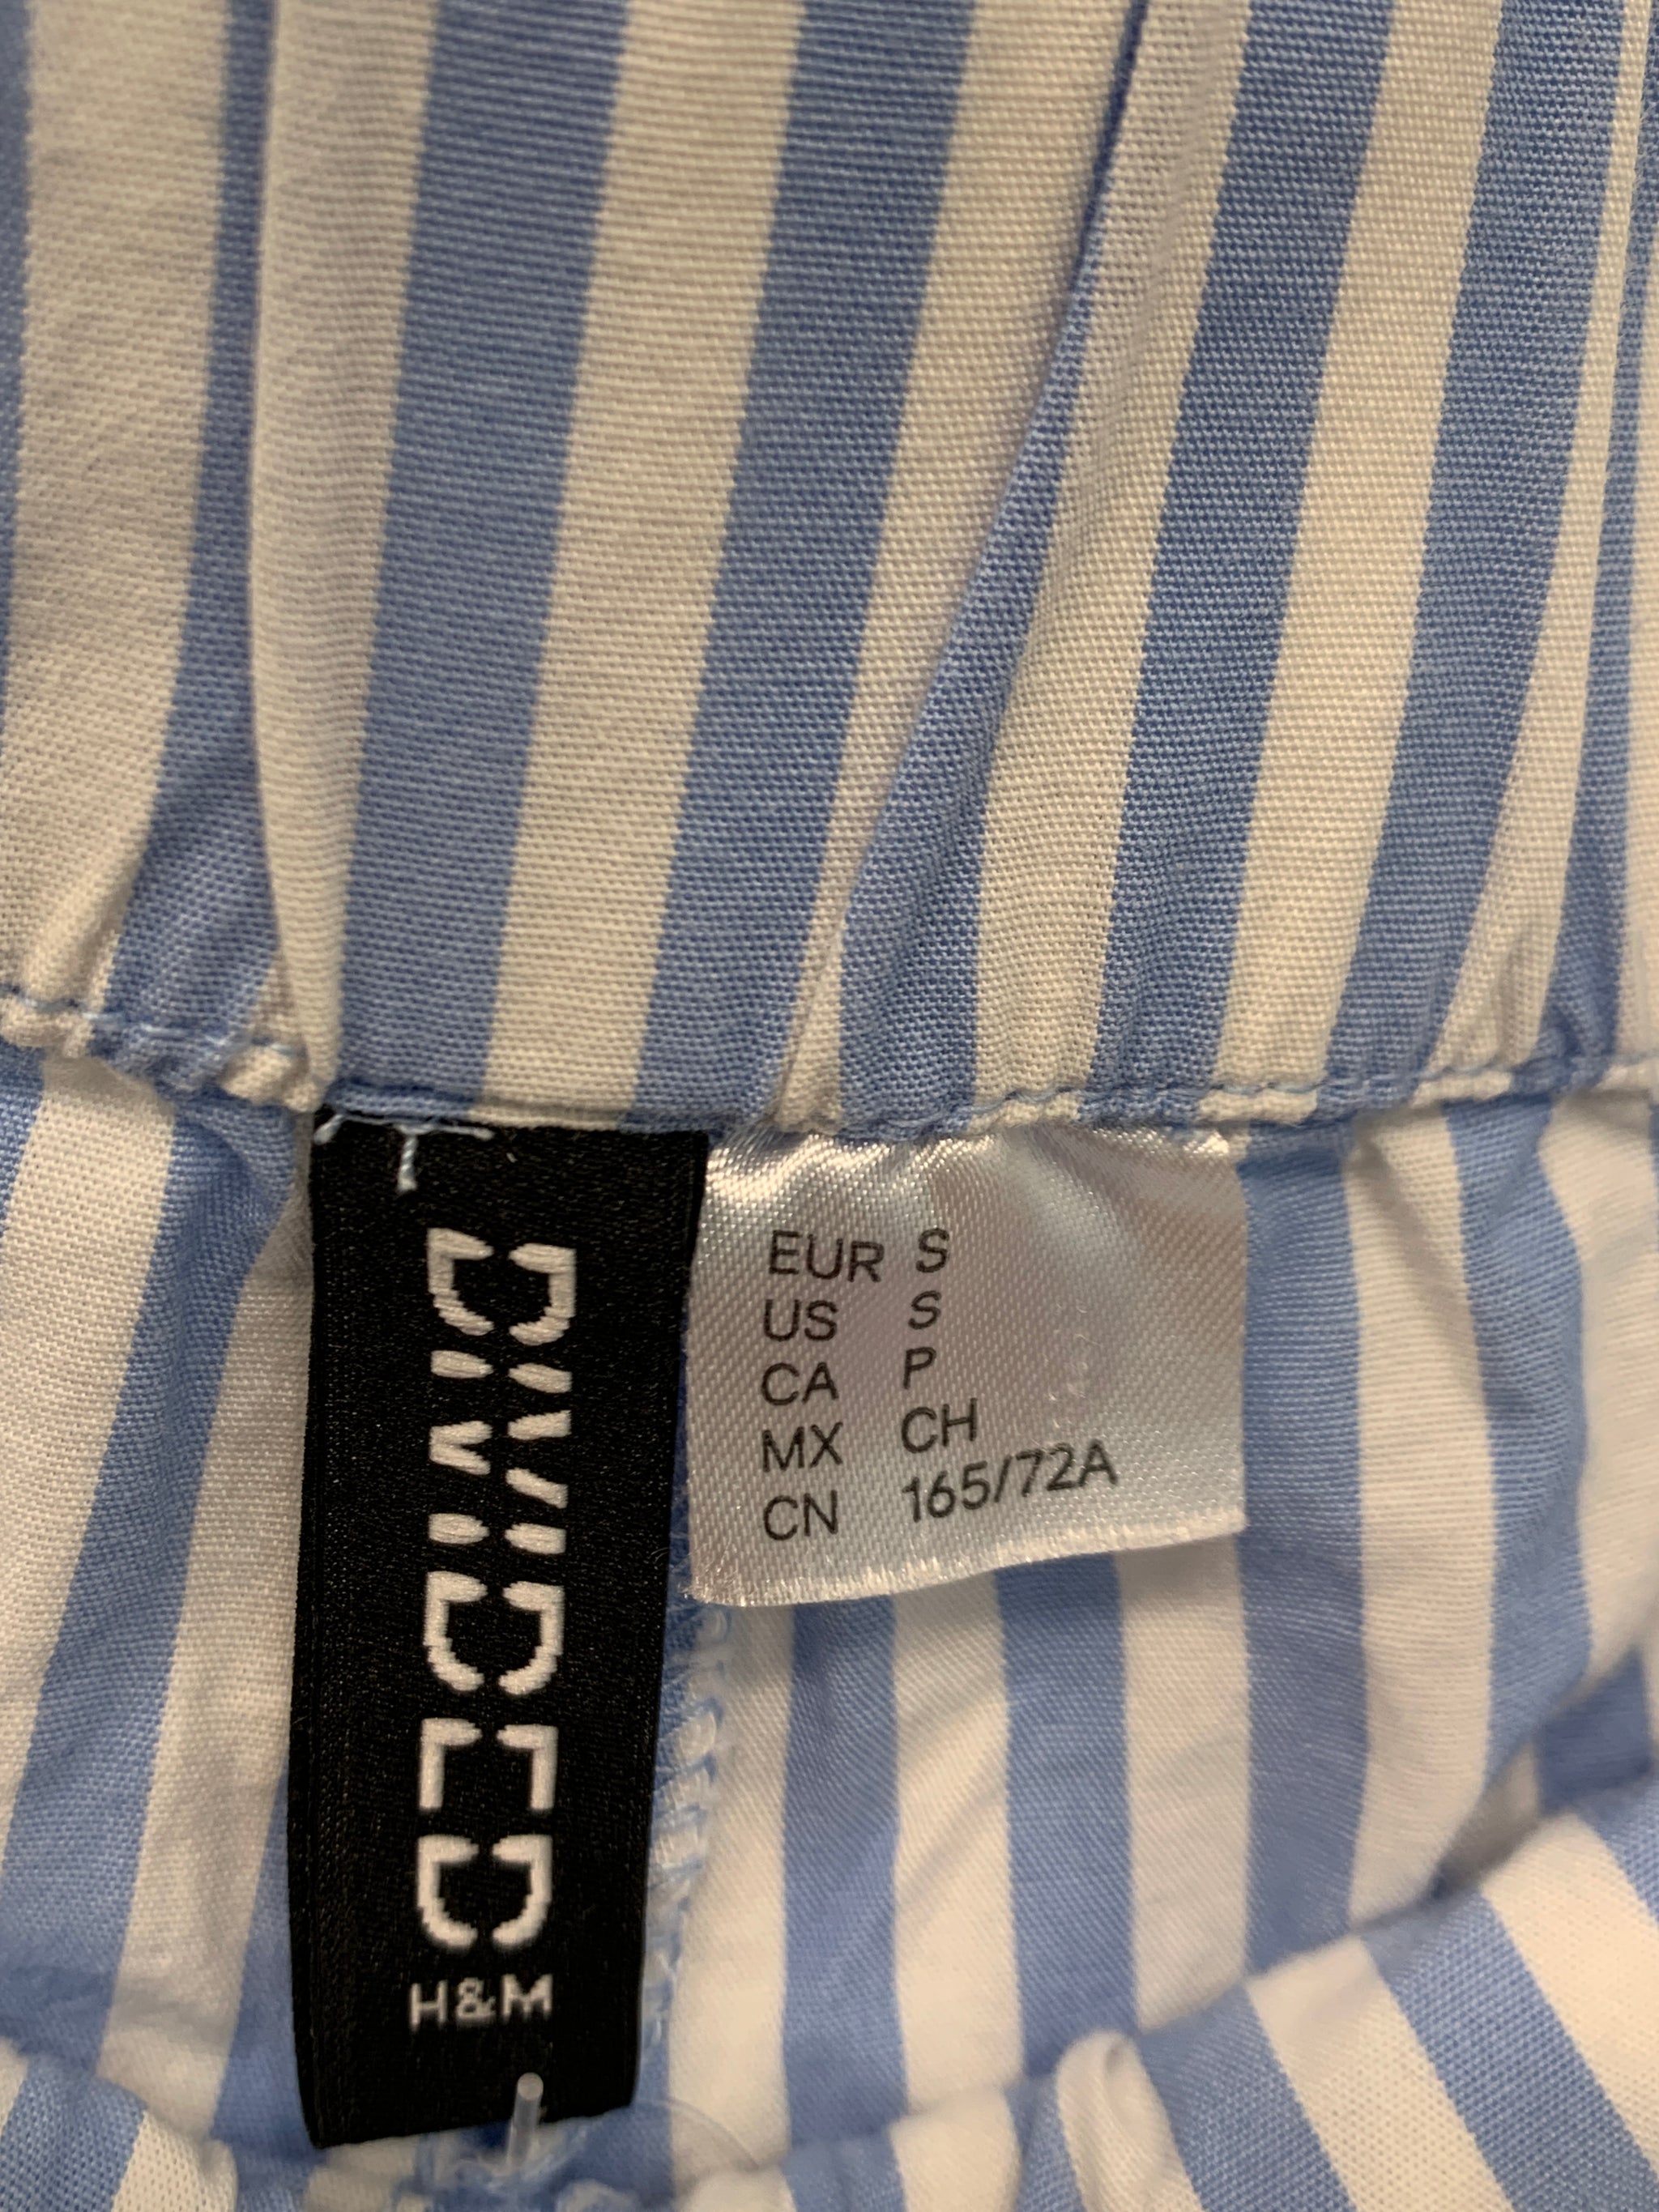 DIVIDED
H&M
EUR S
US S
CA P
MX CH
CN 165/72A